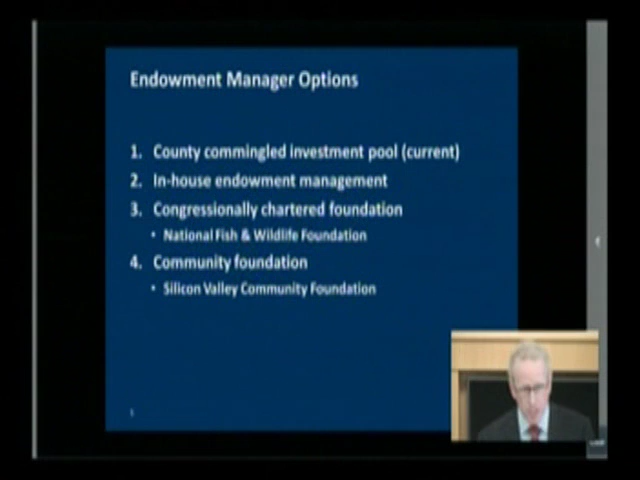 Endowment Manager Options
1. County commingled investment pool (current)
2. In-house endowment management
3. Congressionally chartered foundation
• National Fish & Wildlife Foundation
4. Community foundation
• Silicon Valley Community Foundation